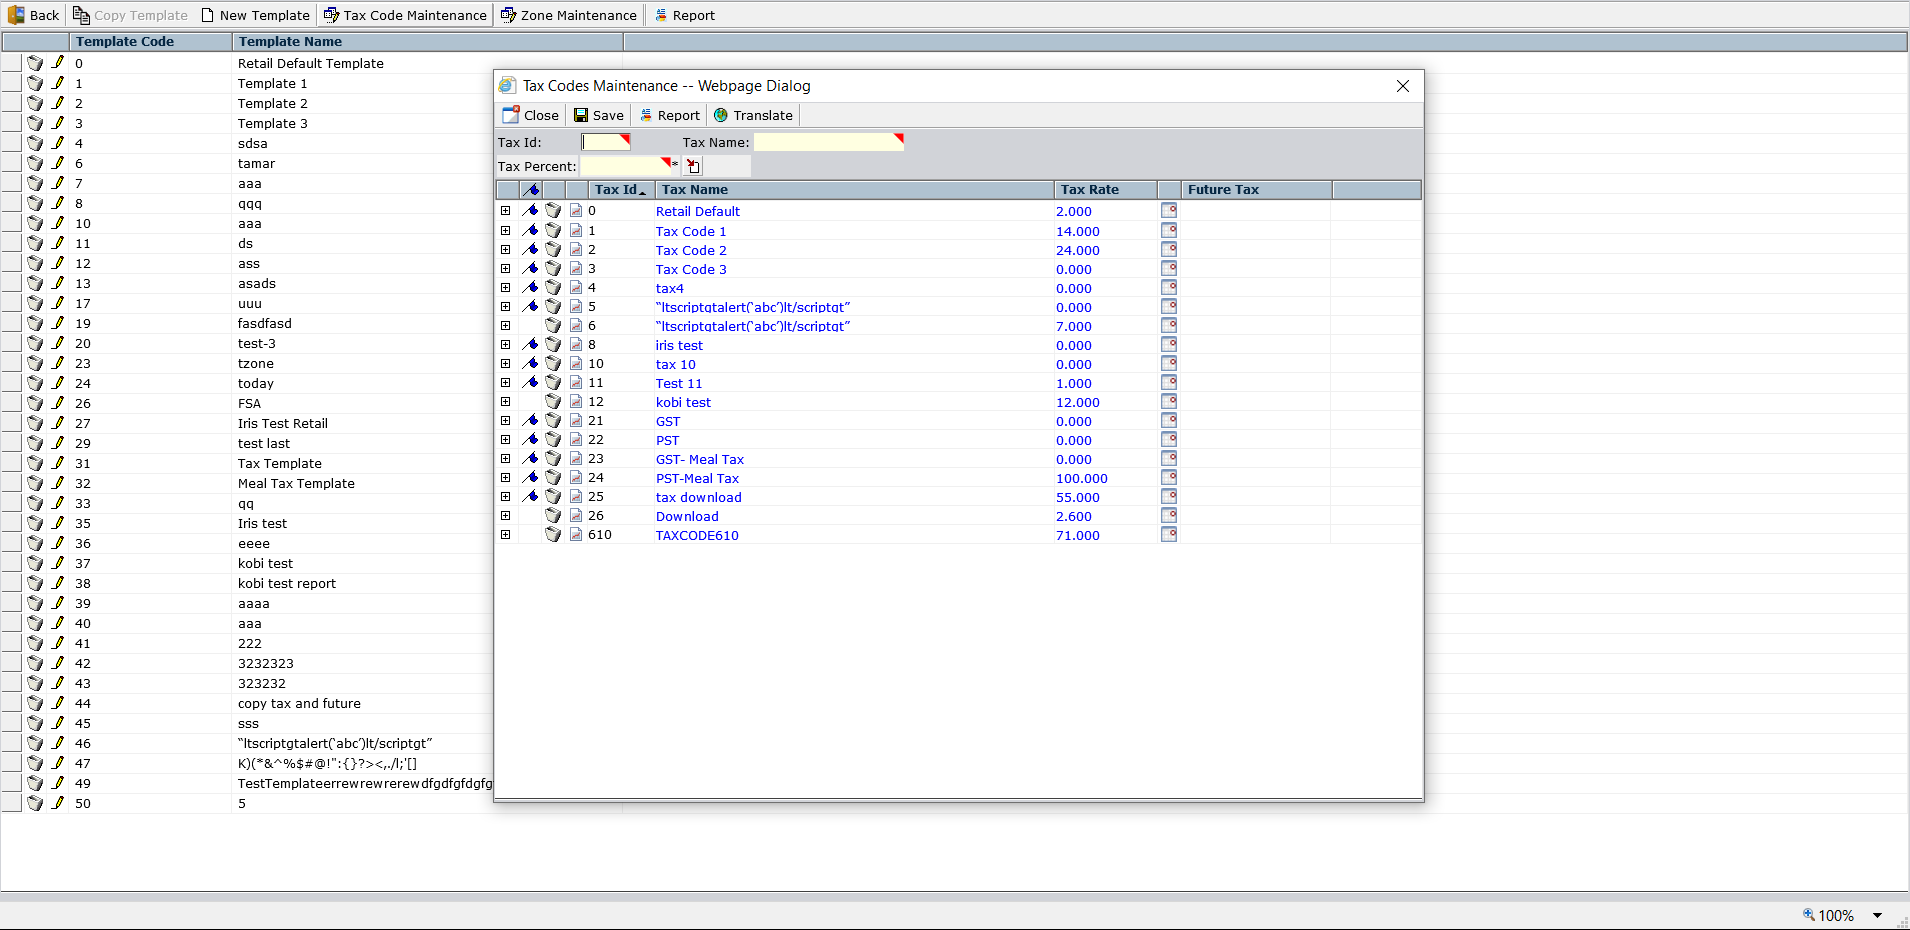 Back Copy Template New Template Tax Code Maintenance Zone Maintenance Report
Template Code Template Name
0 Retail Default Template
1 Template 1
2 Template 2
3 Template 3
4 sdsa
6 tamar
7 aaa
8 qqq
10 aaa
11 ds
12 ass
13 asads
17 uuu
19 fasdfasd
20 test-3
23 tzone
24 today
26 FSA
27 Iris Test Retail
29 test last
31 Tax Template
32 Meal Tax Template
33 qq
35 Iris test
36 eeee
37 kobi test
38 kobi test report
39 aaaa
40 aaa
41 222
42 3232323
43 323232
44 copy tax and future
45 sss
46 “ltscriptgtalert(‘abc’)lt/scriptgt”
47 K)(*&^%$#@!":{}?><,./l;'[]
49 TestTemplateerrewrewrerewdfgdfgfdgfg
50 5
Tax Codes Maintenance -- Webpage Dialog
Close Save Report Translate
Tax Id: Tax Name:
Tax Percent: *
Tax Id Tax Name Tax Rate Future Tax
0 Retail Default 2.000
1 Tax Code 1 14.000
2 Tax Code 2 24.000
3 Tax Code 3 0.000
4 tax4 0.000
5 “ltscriptgtalert(‘abc’)lt/scriptgt” 0.000
6 “ltscriptgtalert(‘abc’)lt/scriptgt” 7.000
8 iris test 0.000
10 tax 10 0.000
11 Test 11 1.000
12 kobi test 12.000
21 GST 0.000
22 PST 0.000
23 GST- Meal Tax 0.000
24 PST-Meal Tax 100.000
25 tax download 55.000
26 Download 2.600
610 TAXCODE610 71.000
100%